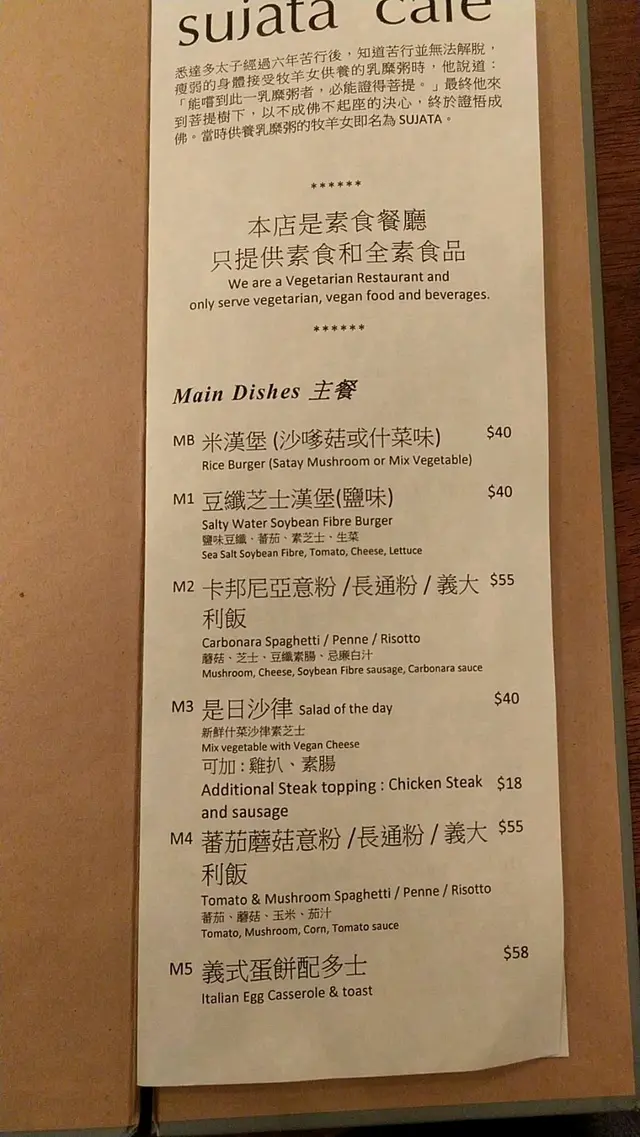 sujata cafe
悉達多太子經過六年苦行後，知道苦行並無法解脫，
瘦弱的身體接受牧羊女供養的乳糜粥時，他說道：
「能嚐到此一乳糜粥者，必能證得菩提。」最終他來
到菩提樹下，以不成佛不起座的決心，終於證悟成
佛。當時供養乳糜粥的牧羊女即名為 SUJATA。
******
本店是素食餐廳
只提供素食和全素食品
We are a Vegetarian Restaurant and
only serve vegetarian, vegan food and beverages.
******
Main Dishes 主餐
MB 米漢堡 (沙嗲菇或什菜味) $40
Rice Burger (Satay Mushroom or Mix Vegetable)
M1 豆纖芝士漢堡(鹽味) $40
Salty Water Soybean Fibre Burger
鹽味豆纖、蕃茄、素芝士、生菜
Sea Salt Soybean Fibre, Tomato, Cheese, Lettuce
M2 卡邦尼亞意粉 /長通粉 / 義大 $55
利飯
Carbonara Spaghetti / Penne / Risotto
蘑菇、芝士、豆纖素腸、忌廉白汁
Mushroom, Cheese, Soybean Fibre sausage, Carbonara sauce
M3 是日沙律 Salad of the day $40
新鮮什菜沙律素芝士
Mix vegetable with Vegan Cheese
可加 : 雞扒、素腸
Additional Steak topping : Chicken Steak $18
and sausage
M4 蕃茄蘑菇意粉 /長通粉 / 義大 $55
利飯
Tomato & Mushroom Spaghetti / Penne / Risotto
蕃茄、蘑菇、玉米、茄汁
Tomato, Mushroom, Corn, Tomato sauce
M5 義式蛋餅配多士 $58
Italian Egg Casserole & toast